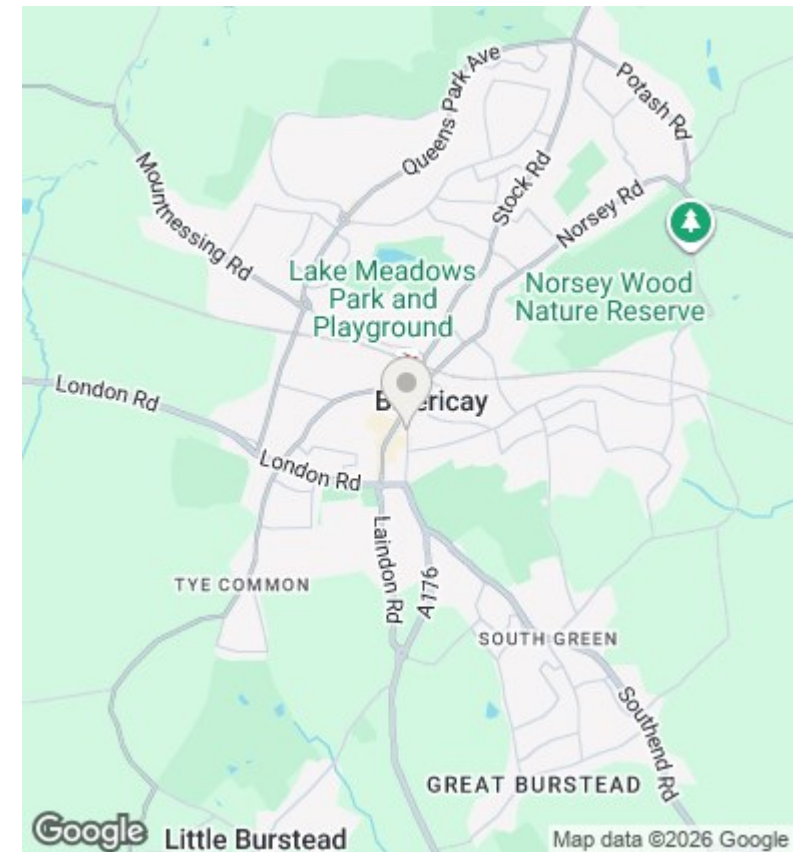 Queens Park Ave
Potash Rd
Mountnessing Rd
Stock Rd
Norsey Rd
Lake Meadows
Park and
Playground
Norsey Wood
Nature Reserve
London Rd
London Rd
Laindon Rd
A176
TYE COMMON
SOUTH GREEN
Southend Rd
GREAT BURSTEAD
Google
Little Burstead
Map data ©2026 Google